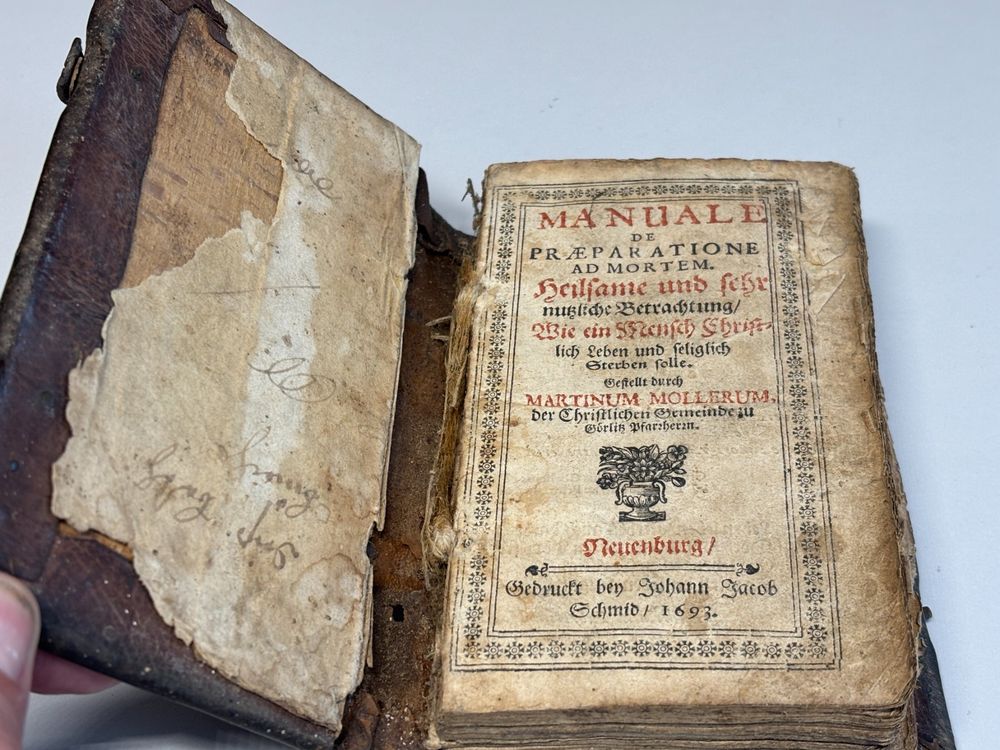 MANUALE
DE
PRÆPARATIONE
AD MORTEM.
Heilsame und sehr
nutzliche Betrachtung/
Wie ein Mensch Christ-
lich Leben und seliglich
Sterben solle.
Gestellt durch
MARTINUM MOLLERUM,
der Christlichen Gemeinde zu
Görlitz Pfarrherrn.
Neuenburg/
Gedruckt bey Johann Jacob
Schmid/ 1693.